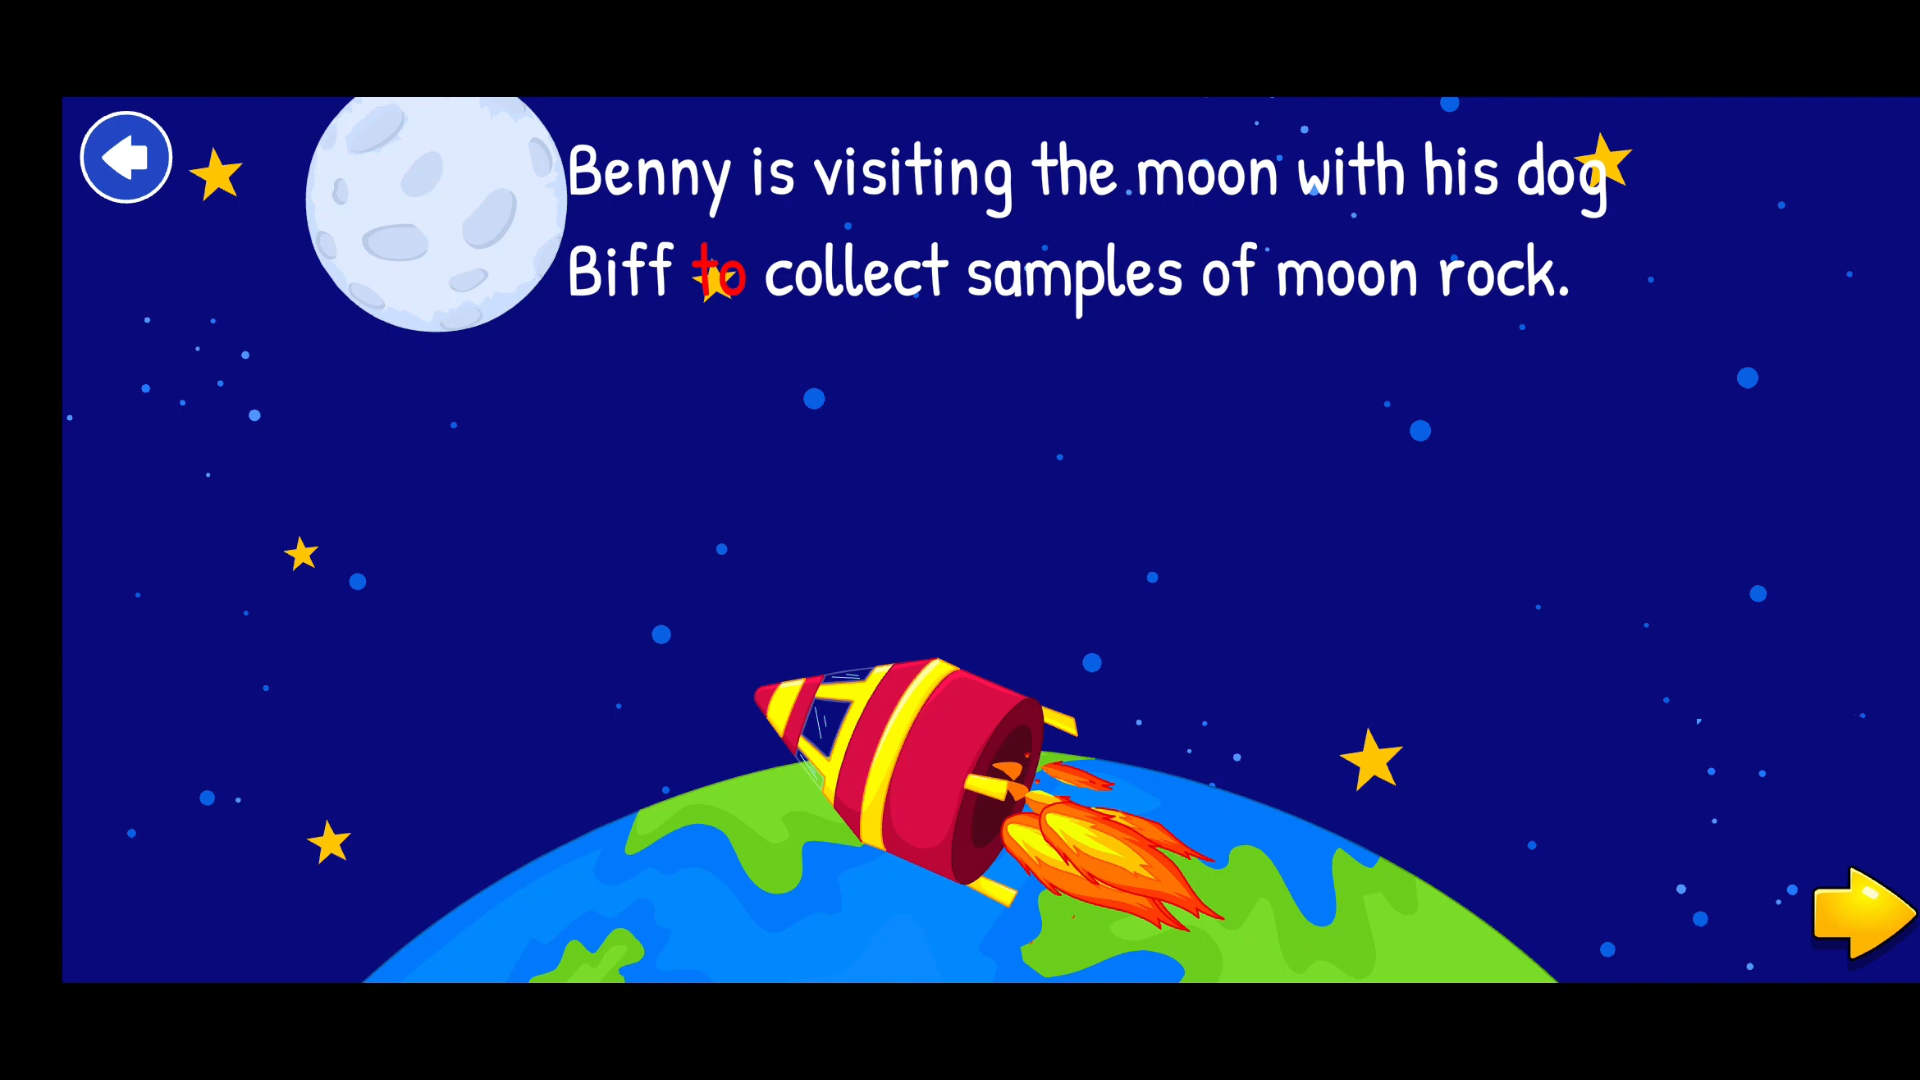 Benny is visiting the moon with his dog
Biff to collect samples of moon rock.